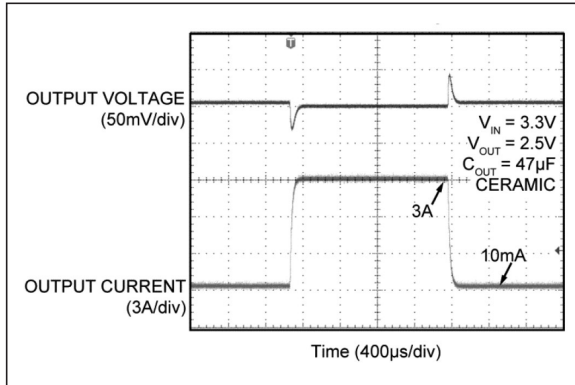 T
OUTPUT VOLTAGE
(50mV/div)
V_IN = 3.3V
V_OUT = 2.5V
C_OUT = 47µF
CERAMIC
3A
10mA
OUTPUT CURRENT
(3A/div)
Time (400µs/div)